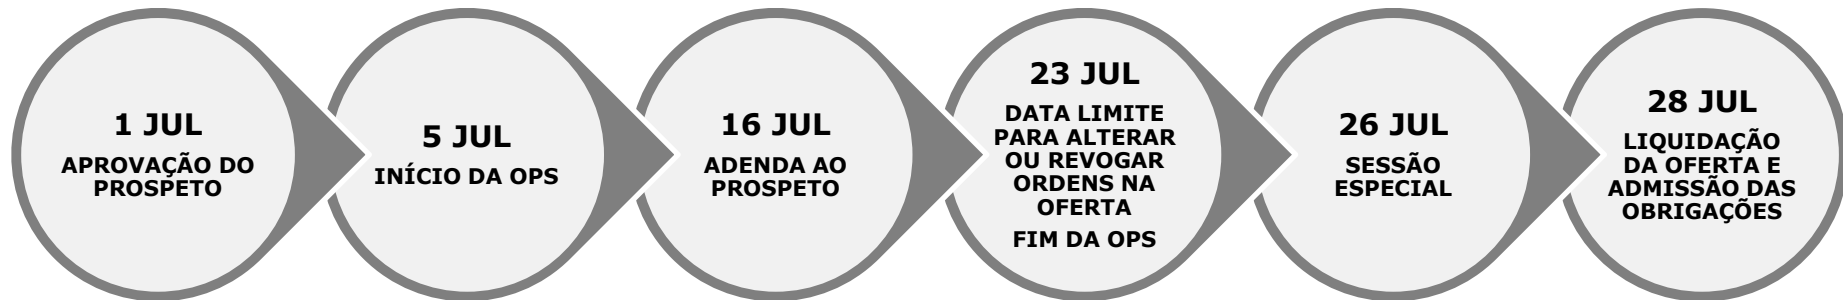 1 JUL
APROVAÇÃO DO
PROSPETO
5 JUL
INÍCIO DA OPS
16 JUL
ADENDA AO
PROSPETO
23 JUL
DATA LIMITE
PARA ALTERAR
OU REVOGAR
ORDENS NA
OFERTA
FIM DA OPS
26 JUL
SESSÃO
ESPECIAL
28 JUL
LIQUIDAÇÃO
DA OFERTA E
ADMISSÃO DAS
OBRIGAÇÕES